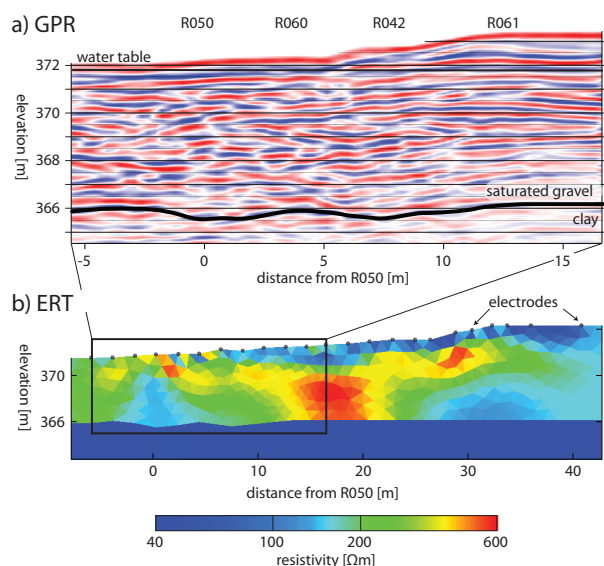 a) GPR
R050 R060 R042 R061
water table
elevation [m]
372
370
368
366
saturated gravel
clay
-5 0 5 10 15
distance from R050 [m]
b) ERT
electrodes
elevation [m]
370
366
0 10 20 30 40
distance from R050 [m]
40 100 200 600
resistivity [Ωm]